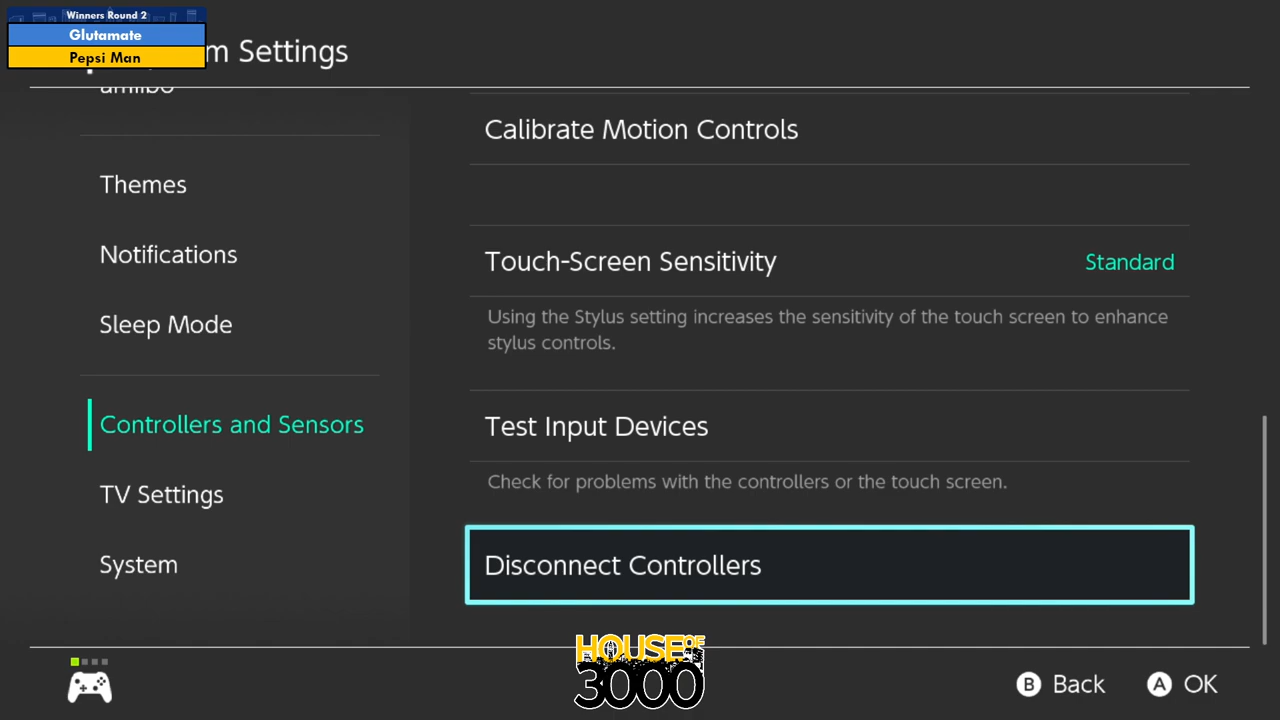 Winners Round 2
Glutamate
Pepsi Man
m Settings
amiibo
Themes
Notifications
Sleep Mode
Controllers and Sensors
TV Settings
System
Calibrate Motion Controls
Touch-Screen Sensitivity Standard
Using the Stylus setting increases the sensitivity of the touch screen to enhance
stylus controls.
Test Input Devices
Check for problems with the controllers or the touch screen.
Disconnect Controllers
HOUSE OF
3000
B Back A OK